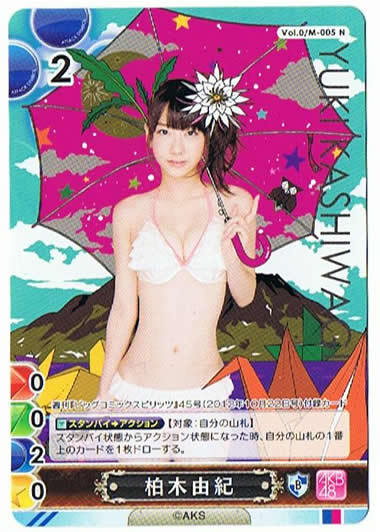 Vol.0/M-005 N
2
YUKI KASHIWA
0
0
2
0
週刊『ビッグコミックスピリッツ』45号(2012年10月22日号)付録カード
スタンバイ➔アクション 【対象：自分の山札】
スタンバイ状態からアクション状態になった時、自分の山札の1番
上のカードを1枚ドローする。
柏木由紀
AKB
48
©AKS